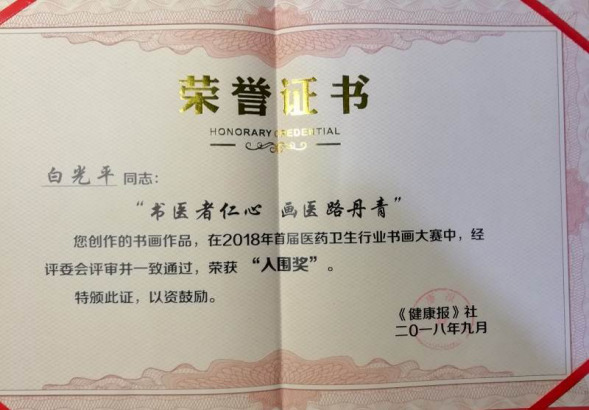 荣誉证书
HONORARY CREDENTIAL
白光平 同志：
“书医者仁心 画医路丹青”
您创作的书画作品，在2018年首届医药卫生行业书画大赛中，经
评委会评审并一致通过，荣获“入围奖”。
特颁此证，以资鼓励。
《健康报》社
二〇一八年九月